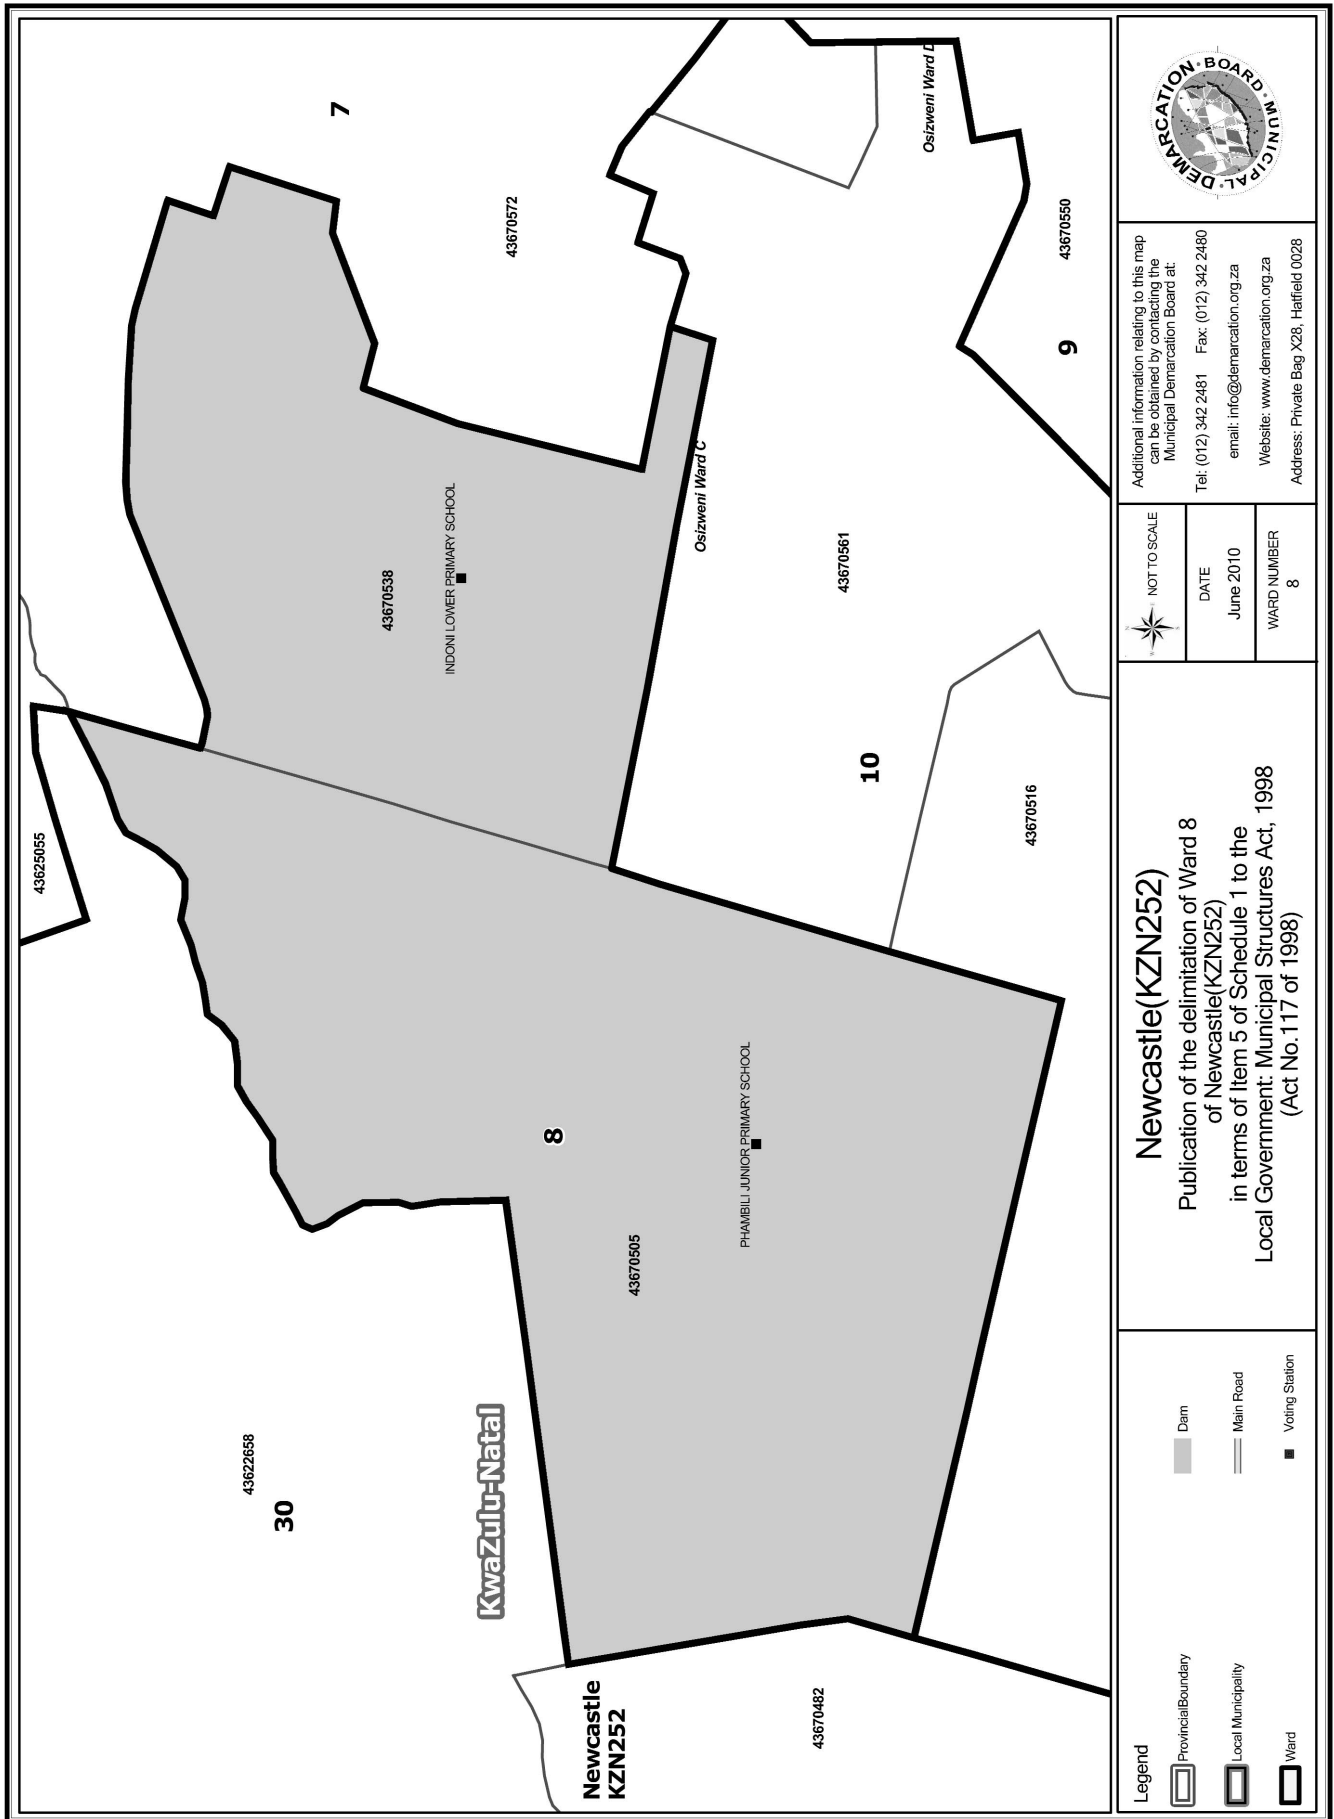 43622658
30
KwaZulu-Natal
Newcastle
KZN252
43670482
43625055
8
43670505
PHAMBILI JUNIOR PRIMARY SCHOOL
43670538
INDONI LOWER PRIMARY SCHOOL
7
43670572
Osizweni Ward C
43670561
10
43670516
Osizweni Ward D
43670550
9
Legend
ProvincialBoundary
Local Municipality
Ward
Dam
Main Road
Voting Station
Newcastle(KZN252)
Publication of the delimitation of Ward 8
of Newcastle(KZN252)
in terms of Item 5 of Schedule 1 to the
Local Government: Municipal Structures Act, 1998
(Act No.117 of 1998)
NOT TO SCALE
DATE
June 2010
WARD NUMBER
8
Additional information relating to this map
can be obtained by contacting the
Municipal Demarcation Board at:
Tel: (012) 342 2481 Fax: (012) 342 2480
email: info@demarcation.org.za
Website: www.demarcation.org.za
Address: Private Bag X28, Hatfield 0028
MUNICIPAL · DEMARCATION · BOARD ·